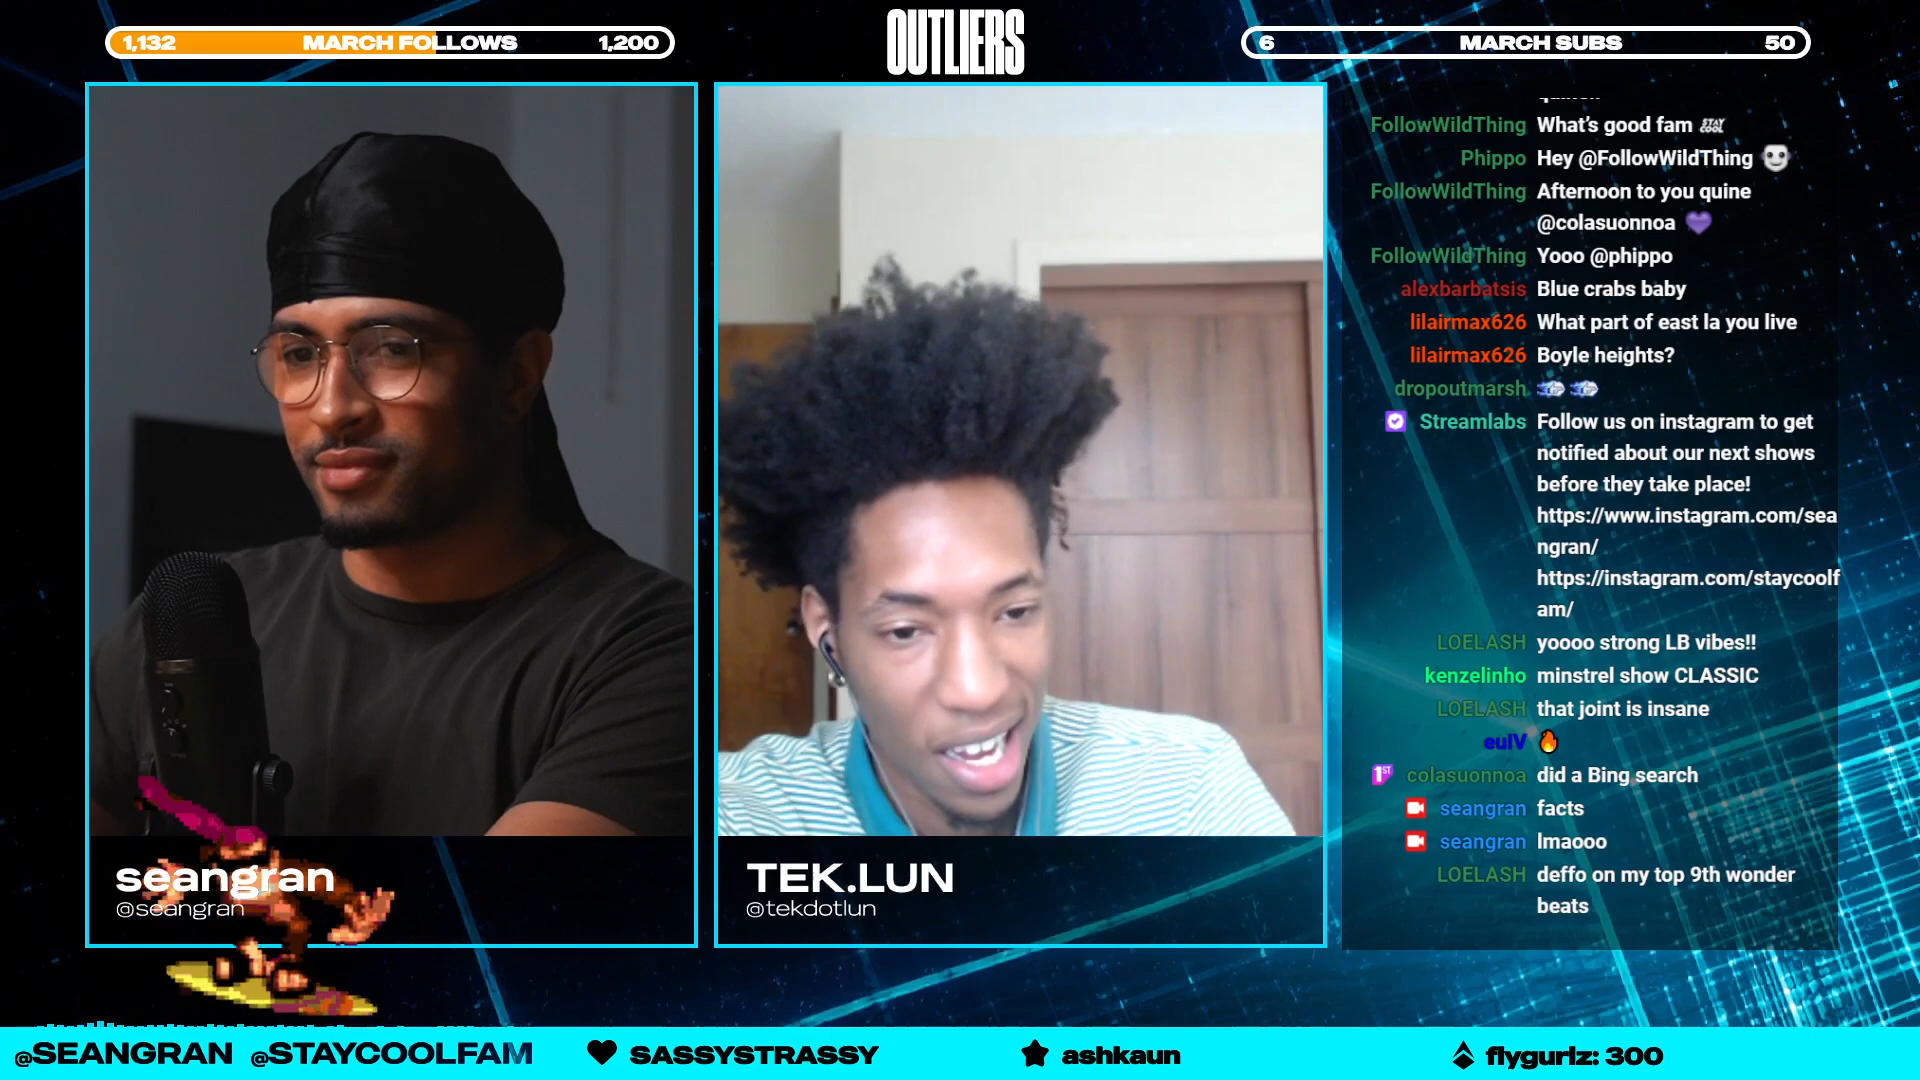 1,132 MARCH FOLLOWS 1,200
OUTLIERS
6 MARCH SUBS 50
FollowWildThing What's good fam STAY COOL
Phippo Hey @FollowWildThing
FollowWildThing Afternoon to you quine
@colasuonnoa
FollowWildThing Yooo @phippo
alexbarbatsis Blue crabs baby
lilairmax626 What part of east la you live
lilairmax626 Boyle heights?
dropoutmarsh
Streamlabs Follow us on instagram to get
notified about our next shows
before they take place!
https://www.instagram.com/sea
ngran/
https://instagram.com/staycoolf
am/
LOELASH yoooo strong LB vibes!!
kenzelinho minstrel show CLASSIC
LOELASH that joint is insane
eulV
1ST colasuonnoa did a Bing search
seangran facts
seangran lmaooo
LOELASH deffo on my top 9th wonder
beats
seangran
@seangran
TEK.LUN
@tekdotlun
@SEANGRAN @STAYCOOLFAM SASSYSTRASSY ashkaun flygurlz: 300